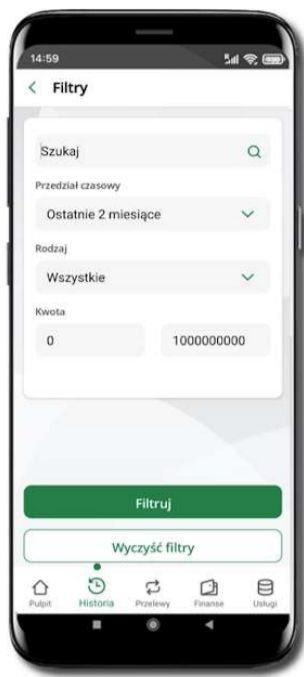 14:59
Filtry
Szukaj
Przedział czasowy
Ostatnie 2 miesiące
Rodzaj
Wszystkie
Kwota
0 1000000000
Filtruj
Wyczyść filtry
Pulpit Historia Przelewy Finanse Usługi